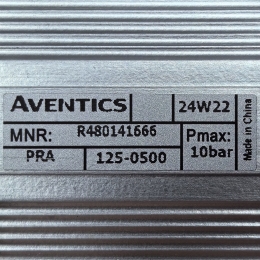 AVENTICS 24W22
MNR: R480141666 Pmax:
PRA 125-0500 10bar
Made in China